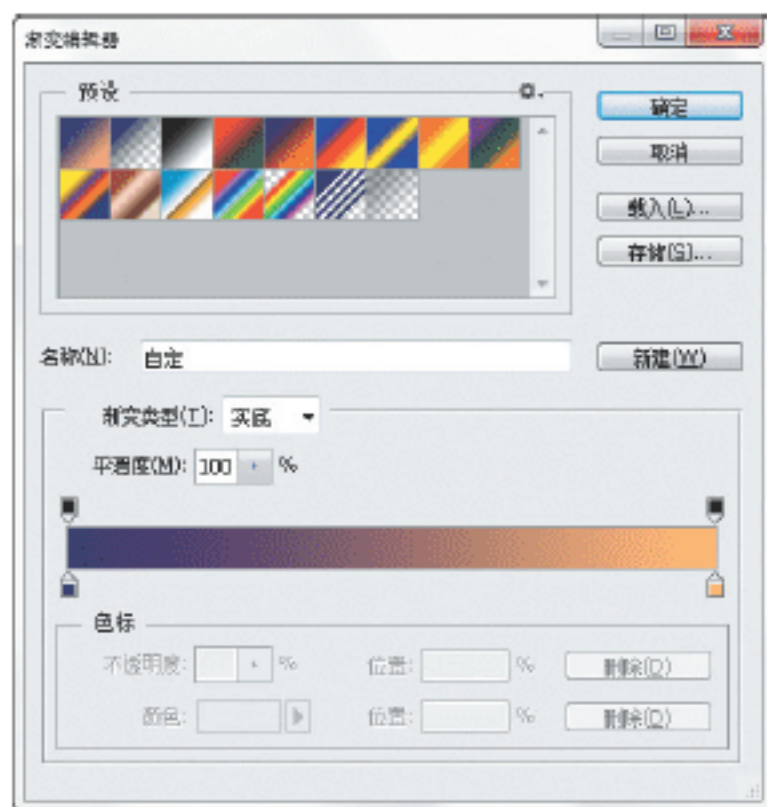 渐变编辑器
预设
确定
取消
载入(L)...
存储(S)...
名称(N): 自定
新建(W)
渐变类型(T): 实底
平滑度(M): 100 %
色标
不透明度: % 位置: % 删除(D)
颜色: 位置: % 删除(D)